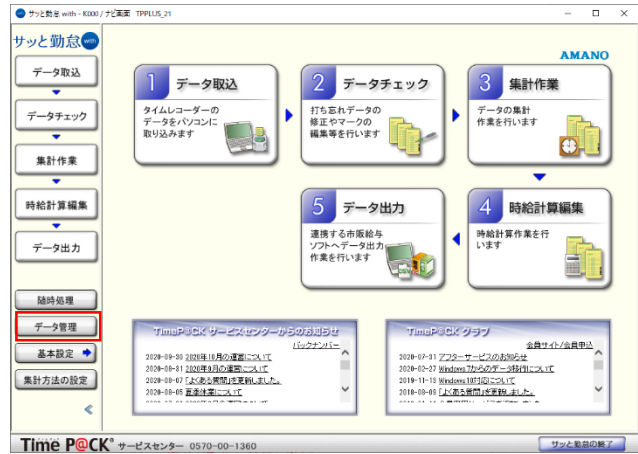 サッと勤怠 with - K000 / ナビ画面 TPPLUS_21
サッと勤怠 with
AMANO
データ取込
データチェック
集計作業
時給計算編集
データ出力
随時処理
データ管理
基本設定
集計方法の設定
1 データ取込
タイムレコーダーの
データをパソコンに
取り込みます
2 データチェック
打ち忘れデータの
修正やマークの
編集等を行います
3 集計作業
データの集計
作業を行います
5 データ出力
連携する市販給与
ソフトへデータ出力
作業を行います
4 時給計算編集
時給計算作業を行
います
TimeP@CK サービスセンターからのお知らせ
バックナンバー
2020-09-30 2020年10月の運営について
2020-08-31 2020年9月の運営について
2020-08-07 「よくある質問」を更新しました。
2020-08-05 夏季休業について
TimeP@CK クラブ
会員サイト/会員申込
2020-07-31 アフターサービスのお知らせ
2020-02-27 Windows 7からのデータ移行について
2019-11-13 Windows10対応について
2018-08-08 「よくある質問」を更新しました。
Time P@CK® サービスセンター 0570-00-1360
サッと勤怠の終了